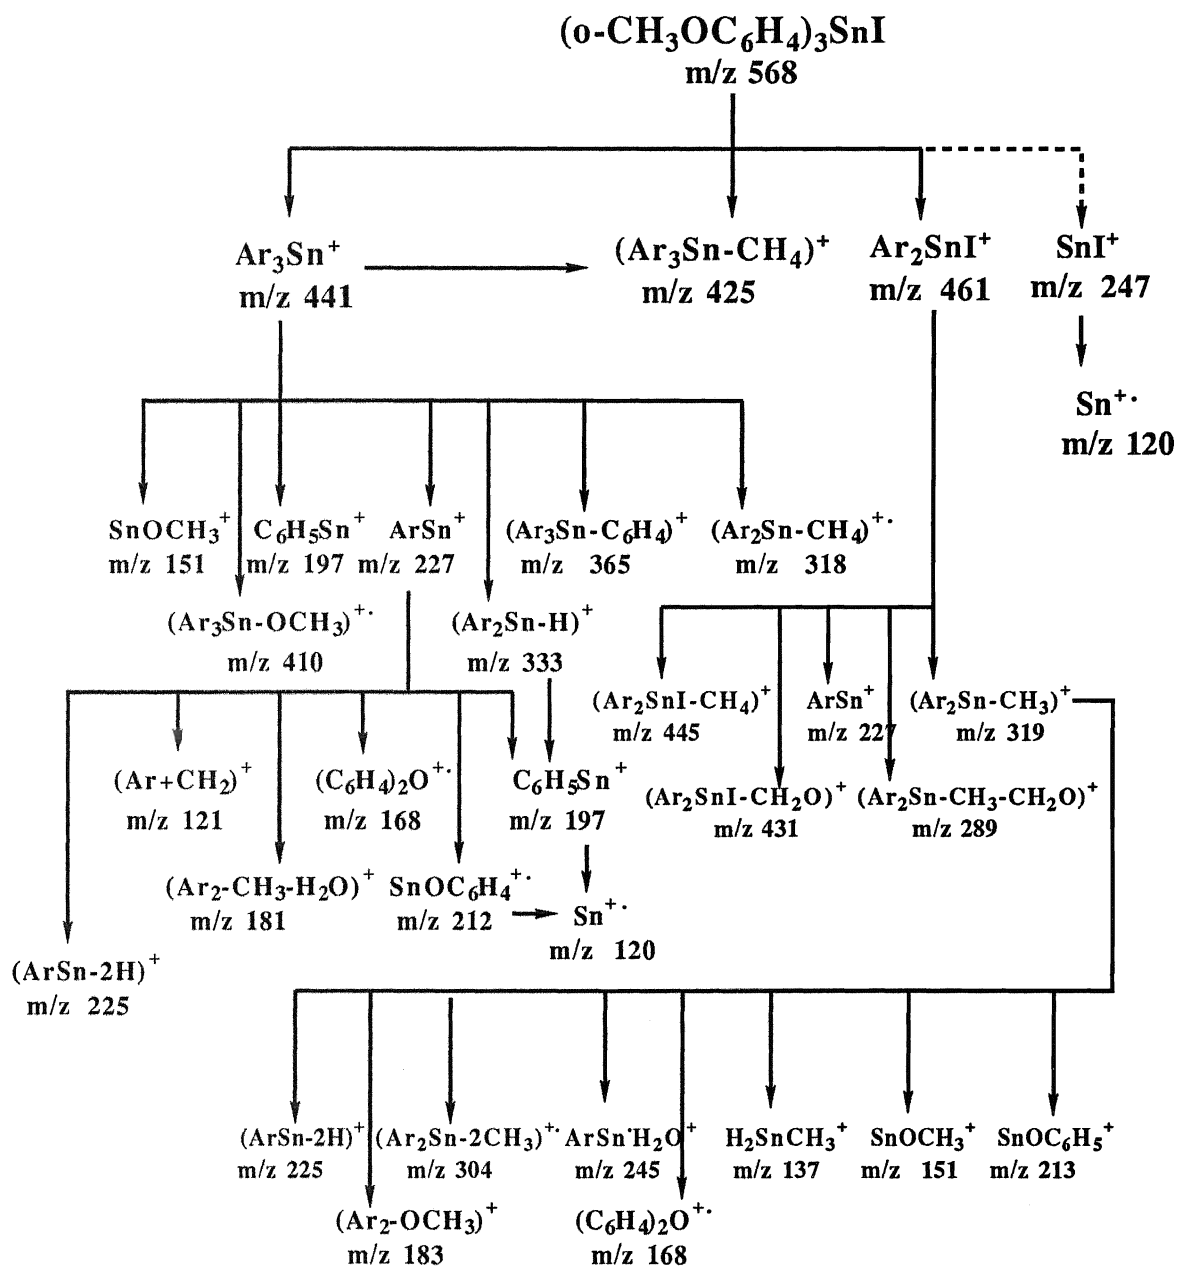 (o-CH₃OC₆H₄)₃SnI
m/z 568
Ar₃Sn⁺
m/z 441
(Ar₃Sn-CH₄)⁺
m/z 425
Ar₂SnI⁺
m/z 461
SnI⁺
m/z 247
Sn⁺·
m/z 120
SnOCH₃⁺
m/z 151
C₆H₅Sn⁺
m/z 197
ArSn⁺
m/z 227
(Ar₃Sn-C₆H₄)⁺
m/z 365
(Ar₂Sn-CH₄)⁺·
m/z 318
(Ar₃Sn-OCH₃)⁺·
m/z 410
(Ar₂Sn-H)⁺
m/z 333
(Ar₂SnI-CH₄)⁺
m/z 445
ArSn⁺
m/z 227
(Ar₂Sn-CH₃)⁺
m/z 319
(Ar+CH₂)⁺
m/z 121
(C₆H₄)₂O⁺·
m/z 168
C₆H₅Sn⁺
m/z 197
(Ar₂SnI-CH₂O)⁺
m/z 431
(Ar₂Sn-CH₃-CH₂O)⁺
m/z 289
(Ar₂-CH₃-H₂O)⁺
m/z 181
SnOC₆H₄⁺·
m/z 212
Sn⁺·
m/z 120
(ArSn-2H)⁺
m/z 225
(ArSn-2H)⁺
m/z 225
(Ar₂Sn-2CH₃)⁺·
m/z 304
ArSn·H₂O⁺
m/z 245
H₂SnCH₃⁺
m/z 137
SnOCH₃⁺
m/z 151
SnOC₆H₅⁺
m/z 213
(Ar₂-OCH₃)⁺
m/z 183
(C₆H₄)₂O⁺·
m/z 168